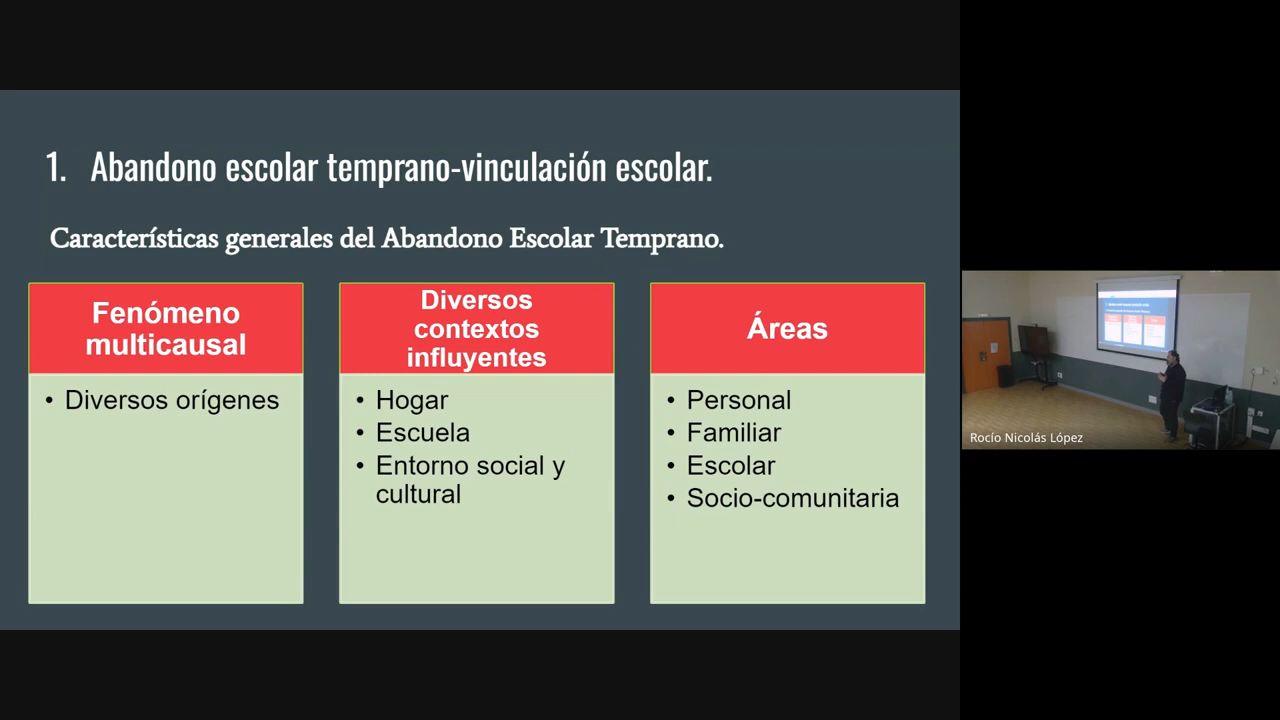 1. Abandono escolar temprano-vinculación escolar.
Características generales del Abandono Escolar Temprano.
Fenómeno
multicausal
• Diversos orígenes
Diversos
contextos
influyentes
• Hogar
• Escuela
• Entorno social y
cultural
Áreas
• Personal
• Familiar
• Escolar
• Socio-comunitaria
Rocío Nicolás López